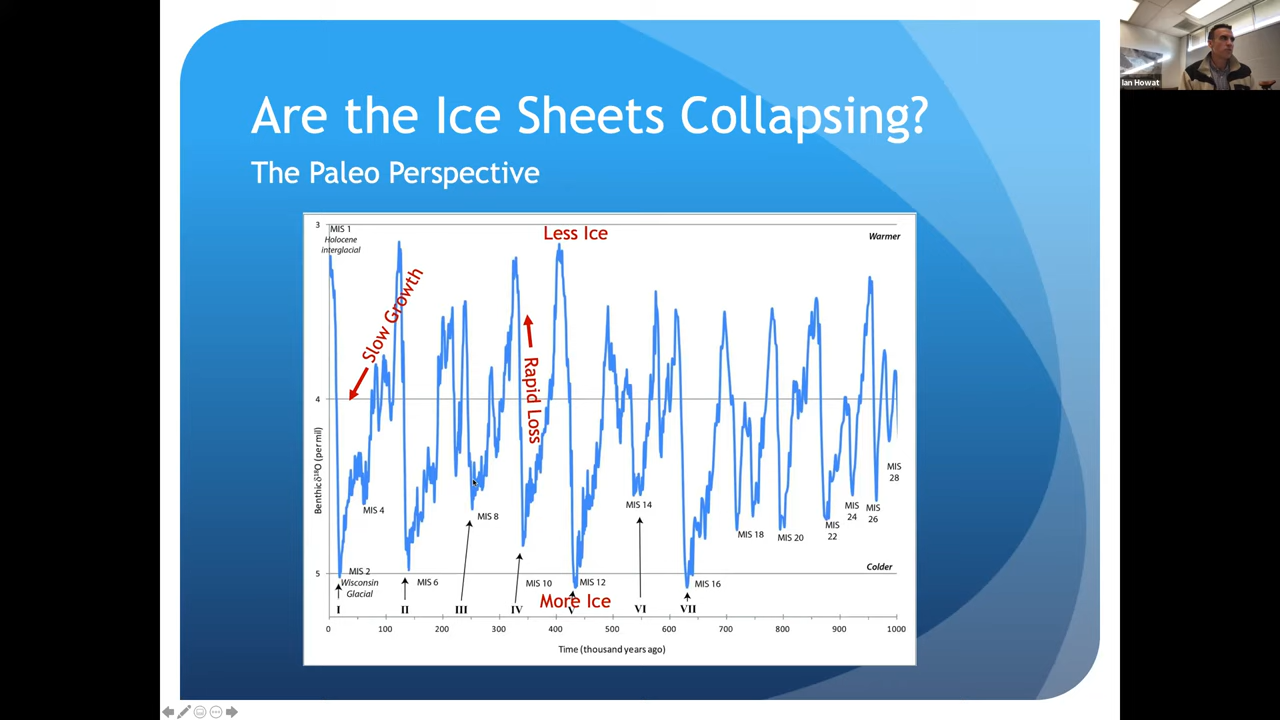 Are the Ice Sheets Collapsing?
The Paleo Perspective
Ian Howat
3
MIS 1
Holocene
interglacial
Less Ice
Warmer
Slow Growth
Rapid Loss
4
Benthic δ¹⁸O (per mil)
MIS 4
MIS 8
MIS 14
MIS 18
MIS 20
MIS
22
MIS
24
MIS
26
MIS
28
5
MIS 2
Wisconsin
Glacial
MIS 6
MIS 10
MIS 12
MIS 16
Colder
More Ice
I II III IV V VI VII
0 100 200 300 400 500 600 700 800 900 1000
Time (thousand years ago)